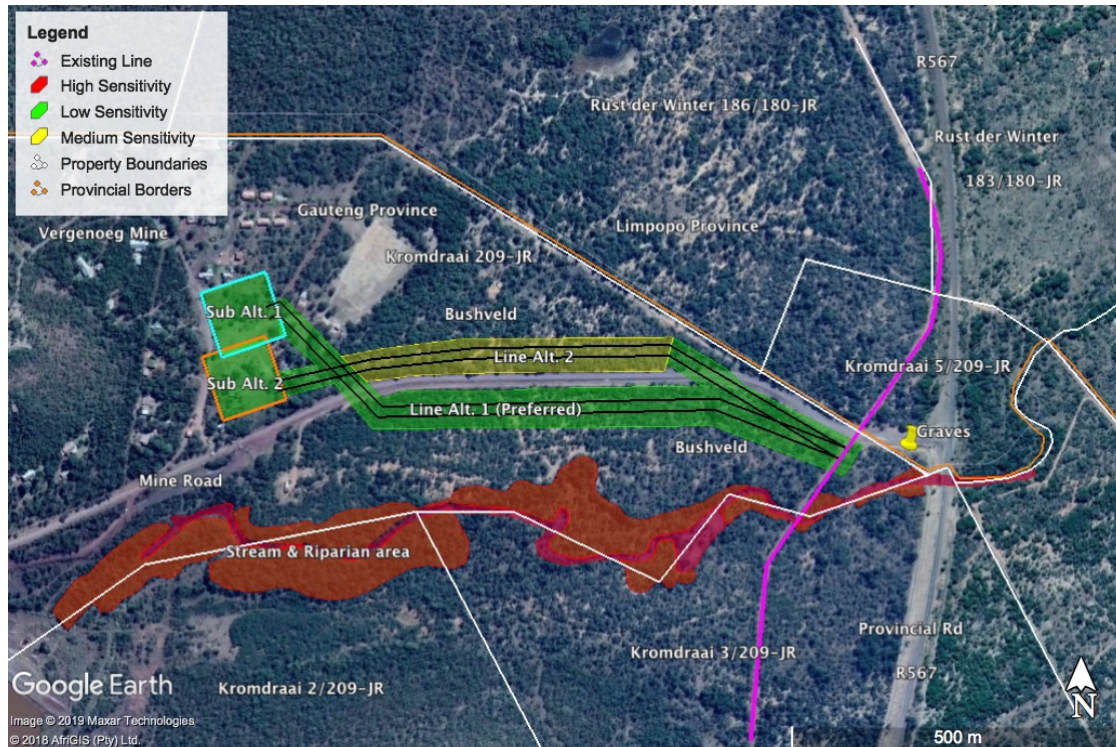 Legend
Existing Line
High Sensitivity
Low Sensitivity
Medium Sensitivity
Property Boundaries
Provincial Borders
R567
Rust der Winter 186/180-JR
Rust der Winter
183/180-JR
Gauteng Province
Limpopo Province
Vergenoeg Mine
Kromdraai 209-JR
Sub Alt. 1
Bushveld
Line Alt. 2
Kromdraai 5/209-JR
Sub Alt. 2
Line Alt. 1 (Preferred)
Graves
Bushveld
Mine Road
Stream & Riparian area
Provincial Rd
Kromdraai 3/209-JR
R567
Google Earth
Kromdraai 2/209-JR
N
Image © 2019 Maxar Technologies
© 2018 AfriGIS (Pty) Ltd.
500 m